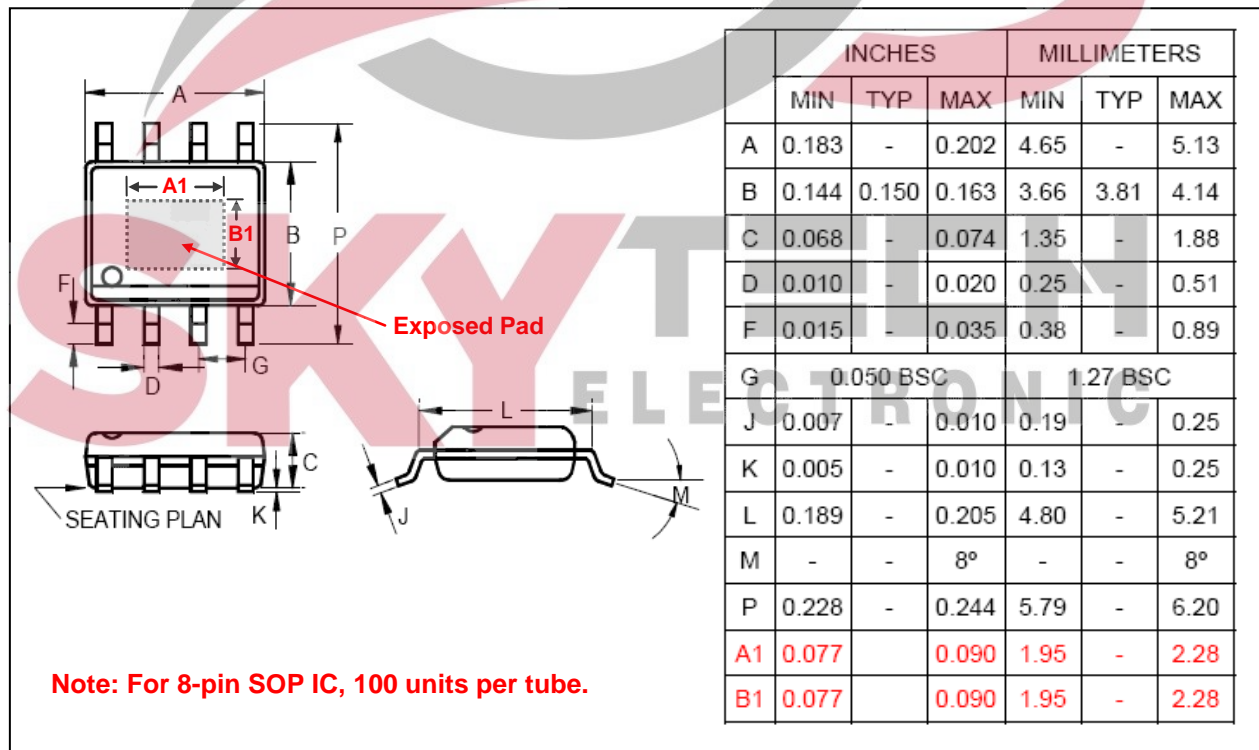 A
A1
B1
B
P
F
Exposed Pad
D
G
L
C
K
SEATING PLAN
J
M
Note: For 8-pin SOP IC, 100 units per tube.
INCHES MILLIMETERS
MIN TYP MAX MIN TYP MAX
A 0.183 - 0.202 4.65 - 5.13
B 0.144 0.150 0.163 3.66 3.81 4.14
C 0.068 - 0.074 1.35 - 1.88
D 0.010 - 0.020 0.25 - 0.51
F 0.015 - 0.035 0.38 - 0.89
G 0.050 BSC 1.27 BSC
J 0.007 - 0.010 0.19 - 0.25
K 0.005 - 0.010 0.13 - 0.25
L 0.189 - 0.205 4.80 - 5.21
M - - 8º - - 8º
P 0.228 - 0.244 5.79 - 6.20
A1 0.077 0.090 1.95 - 2.28
B1 0.077 0.090 1.95 - 2.28
SKYTECH
ELECTRONIC